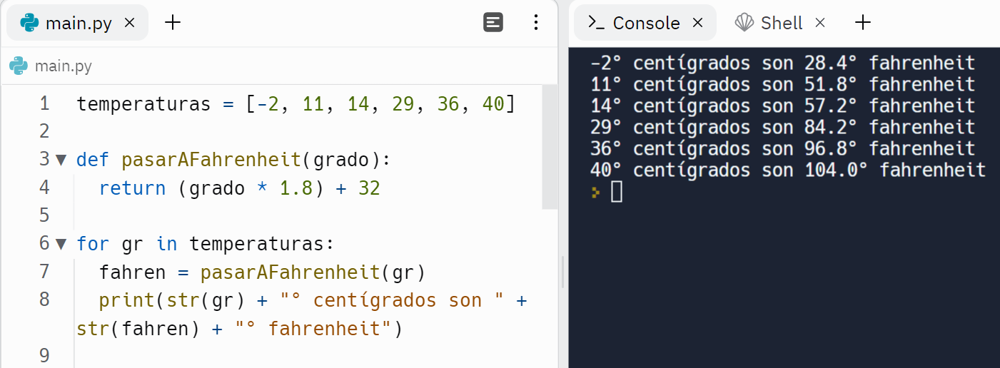 main.py
main.py
1 temperaturas = [-2, 11, 14, 29, 36, 40]
2
3 def pasarAFahrenheit(grado):
4 return (grado * 1.8) + 32
5
6 for gr in temperaturas:
7 fahren = pasarAFahrenheit(gr)
8 print(str(gr) + "° centígrados son " +
str(fahren) + "° fahrenheit")
9
>_ Console
Shell
-2° centígrados son 28.4° fahrenheit
11° centígrados son 51.8° fahrenheit
14° centígrados son 57.2° fahrenheit
29° centígrados son 84.2° fahrenheit
36° centígrados son 96.8° fahrenheit
40° centígrados son 104.0° fahrenheit
>